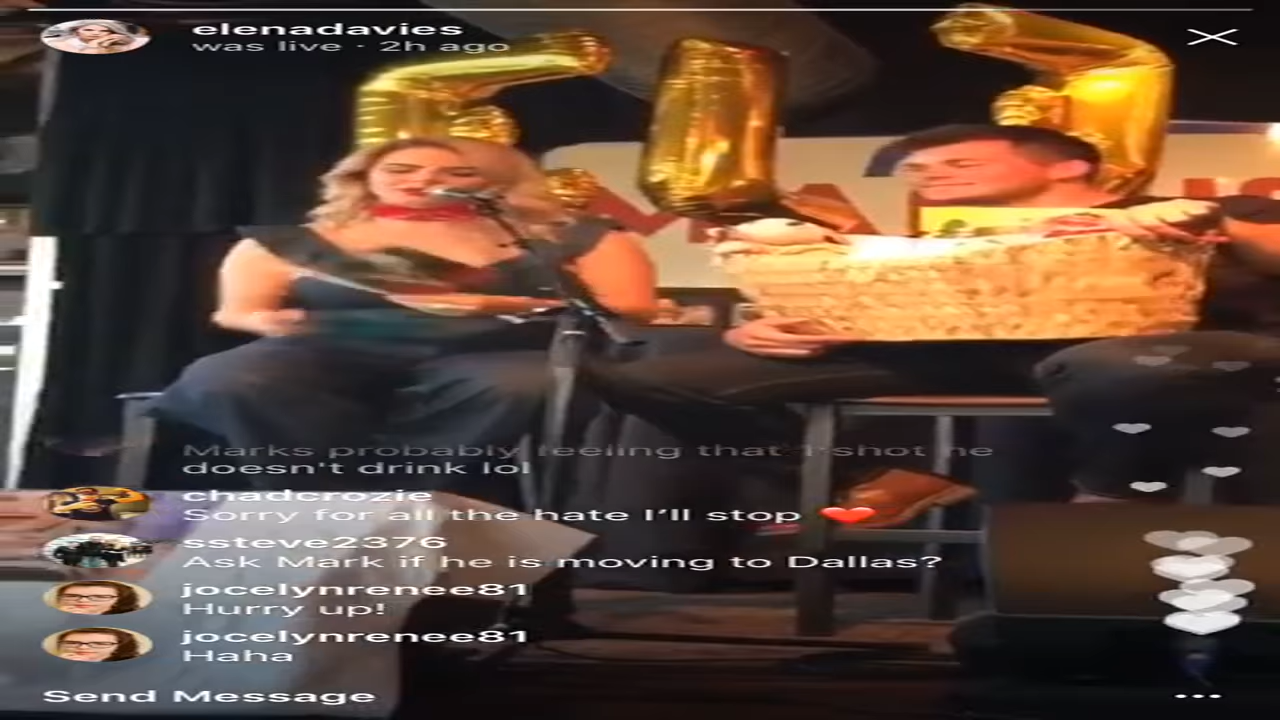 elenadavies
was live · 2h ago
Marks probably feeling that 1 shot he
doesn't drink lol
chadcrozie
Sorry for all the hate I'll stop ❤️
ssteve2376
Ask Mark if he is moving to Dallas?
jocelynrenee81
Hurry up!
jocelynrenee81
Haha
Send Message